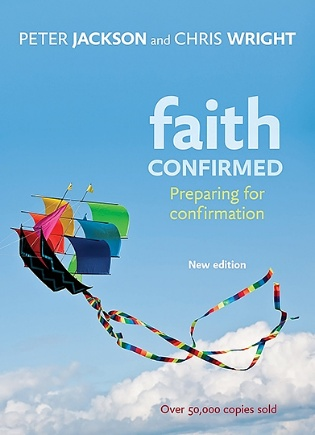 PETER JACKSON and CHRIS WRIGHT
faith
CONFIRMED
Preparing for
confirmation
New edition
Over 50,000 copies sold